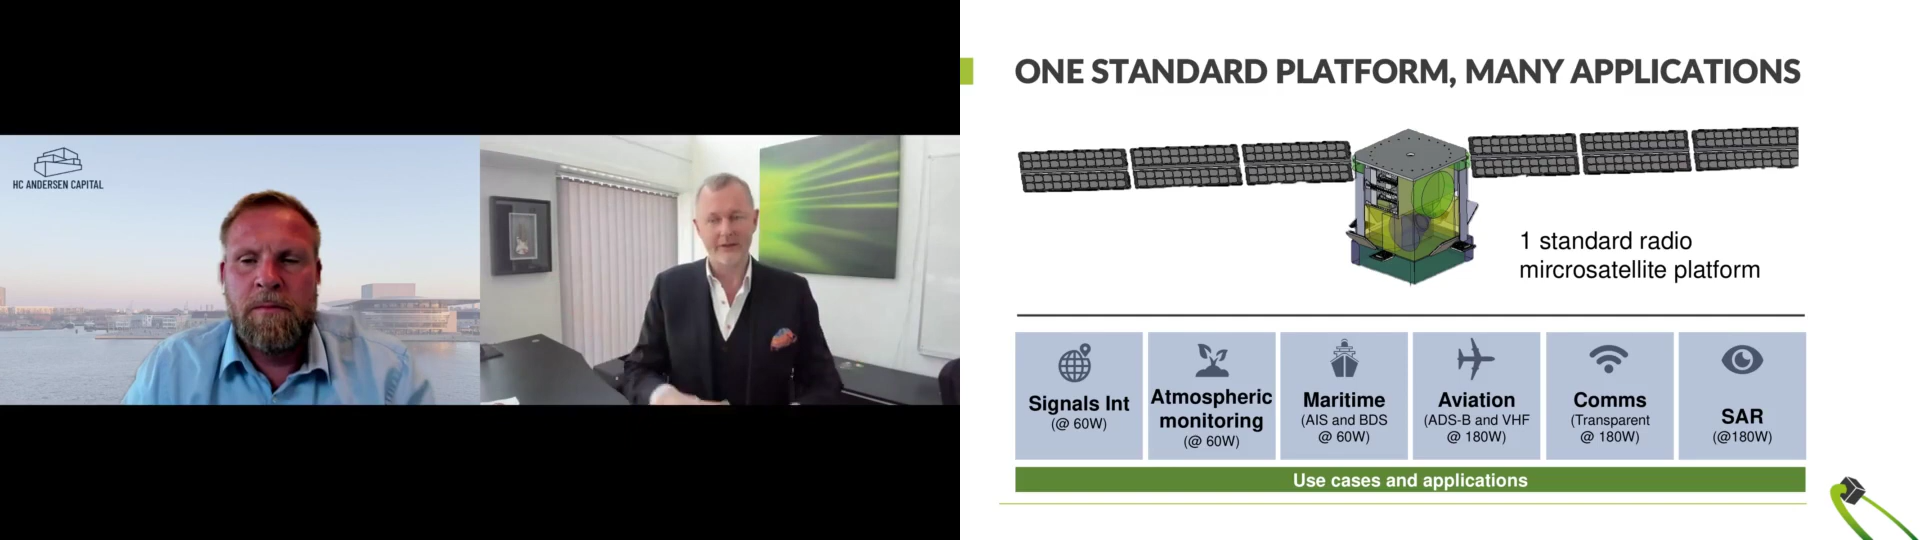 HC ANDERSEN CAPITAL
ONE STANDARD PLATFORM, MANY APPLICATIONS
1 standard radio
mircrosatellite platform
Signals Int
(@ 60W)
Atmospheric
monitoring
(@ 60W)
Maritime
(AIS and BDS
@ 60W)
Aviation
(ADS-B and VHF
@ 180W)
Comms
(Transparent
@ 180W)
SAR
(@180W)
Use cases and applications